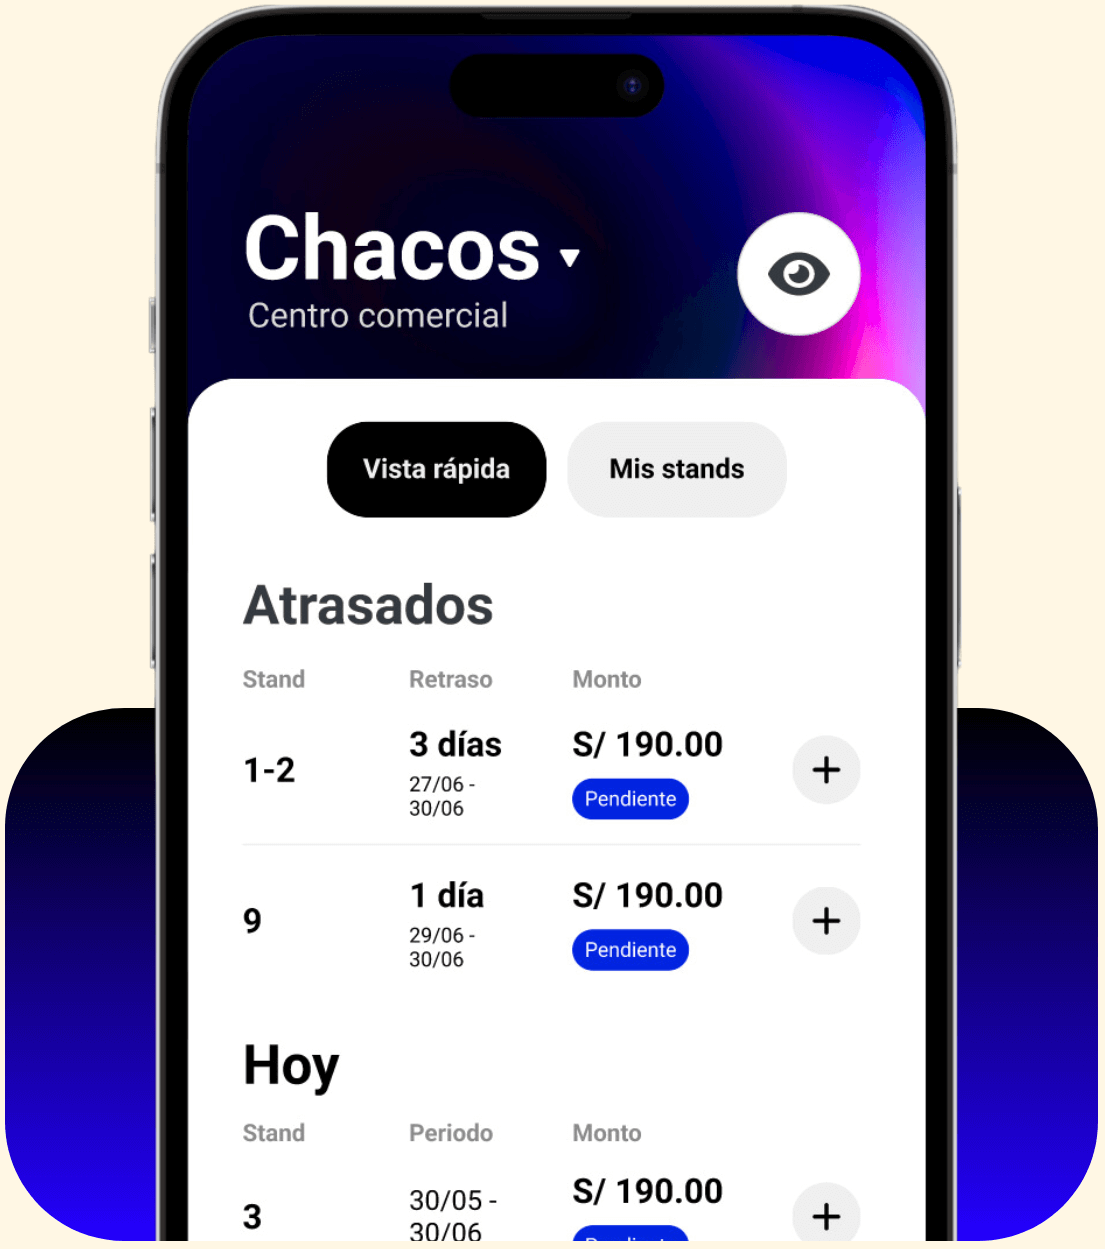 Chacos
Centro comercial
Vista rápida
Mis stands
Atrasados
Stand Retraso Monto
1-2
3 días
27/06 -
30/06
S/ 190.00
Pendiente
+
9
1 día
29/06 -
30/06
S/ 190.00
Pendiente
+
Hoy
Stand Periodo Monto
3
30/05 -
30/06
S/ 190.00
+